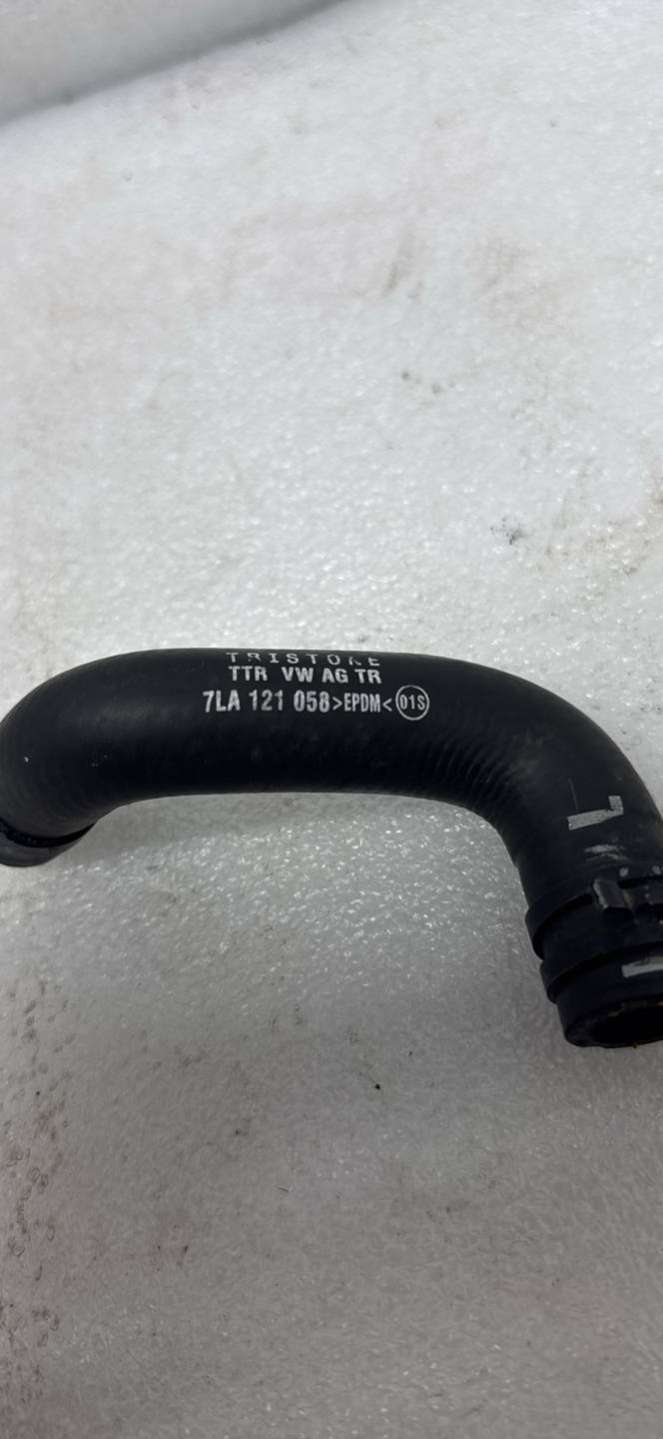 TRISTONE
TTR VW AG TR
7LA 121 058 >EPDM< 01S